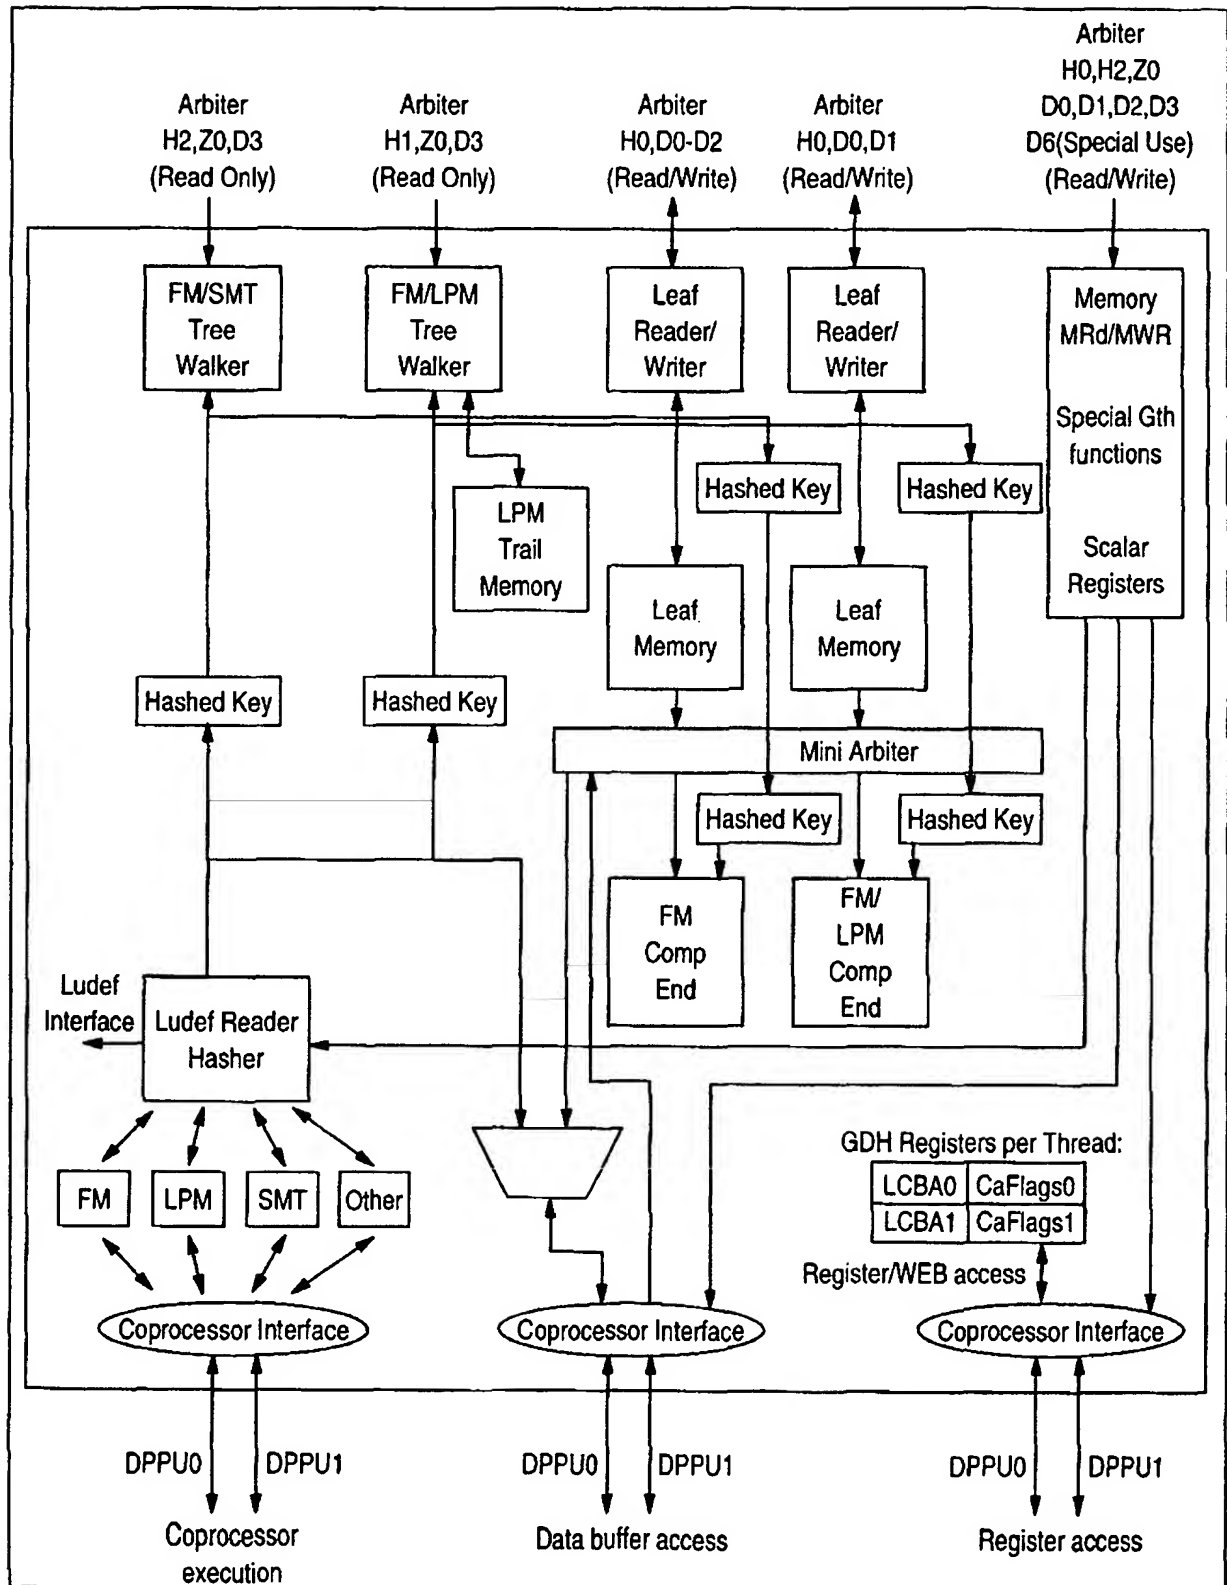 Arbiter
H2,Z0,D3
(Read Only)
Arbiter
H1,Z0,D3
(Read Only)
Arbiter
H0,D0-D2
(Read/Write)
Arbiter
H0,D0,D1
(Read/Write)
Arbiter
H0,H2,Z0
D0,D1,D2,D3
D6(Special Use)
(Read/Write)
FM/SMT
Tree
Walker
FM/LPM
Tree
Walker
Leaf
Reader/
Writer
Leaf
Reader/
Writer
Memory
MRd/MWR
Special Gth
functions
Scalar
Registers
Hashed Key
Hashed Key
LPM
Trail
Memory
Leaf
Memory
Leaf
Memory
Hashed Key
Hashed Key
Mini Arbiter
Hashed Key
Hashed Key
FM
Comp
End
FM/
LPM
Comp
End
Ludef
Interface
Ludef Reader
Hasher
FM
LPM
SMT
Other
GDH Registers per Thread:
LCBA0 CaFlags0
LCBA1 CaFlags1
Register/WEB access
Coprocessor Interface
Coprocessor Interface
Coprocessor Interface
DPPU0
DPPU1
DPPU0
DPPU1
DPPU0
DPPU1
Coprocessor
execution
Data buffer access
Register access